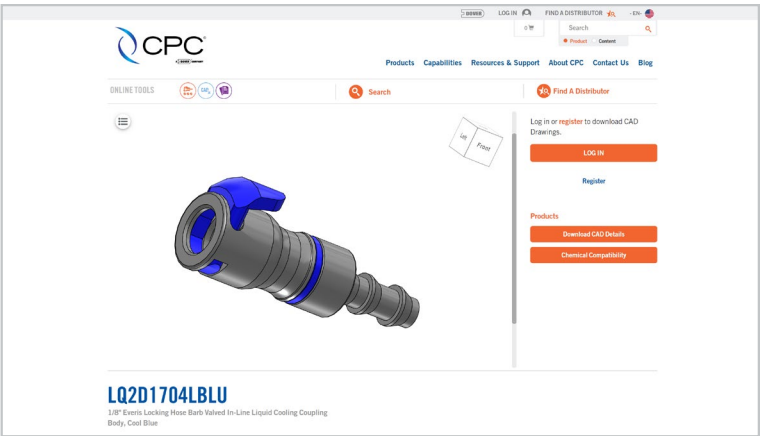 DOVER
LOG IN
FIND A DISTRIBUTOR
-EN-
0
Search
Product
Content
CPC
Products
Capabilities
Resources & Support
About CPC
Contact Us
Blog
ONLINE TOOLS
Search
Find A Distributor
Left
Front
Log in or register to download CAD
Drawings.
LOG IN
Register
Products
Download CAD Details
Chemical Compatibility
LQ2D1704LBLU
1/8" Everis Locking Hose Barb Valved In-Line Liquid Cooling Coupling
Body, Cool Blue